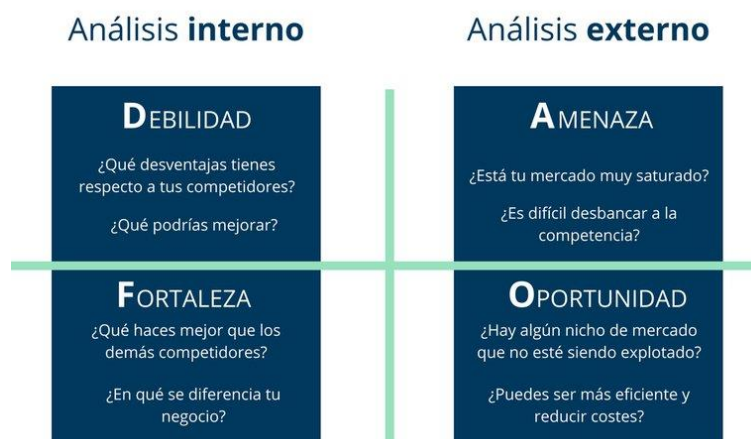 Análisis interno
Análisis externo
DEBILIDAD
¿Qué desventajas tienes
respecto a tus competidores?
¿Qué podrías mejorar?
AMENAZA
¿Está tu mercado muy saturado?
¿Es difícil desbancar a la
competencia?
FORTALEZA
¿Qué haces mejor que los
demás competidores?
¿En qué se diferencia tu
negocio?
OPORTUNIDAD
¿Hay algún nicho de mercado
que no esté siendo explotado?
¿Puedes ser más eficiente y
reducir costes?